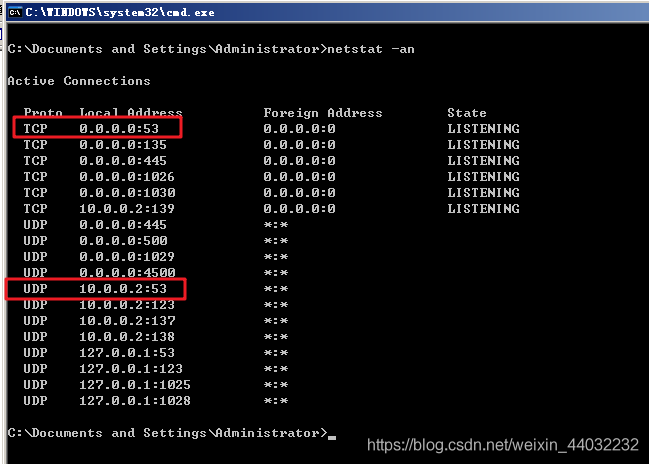 C:\WINDOWS\system32\cmd.exe
C:\Documents and Settings\Administrator>netstat -an
Active Connections
Proto  Local Address          Foreign Address        State
TCP    0.0.0.0:53             0.0.0.0:0              LISTENING
TCP    0.0.0.0:135            0.0.0.0:0              LISTENING
TCP    0.0.0.0:445            0.0.0.0:0              LISTENING
TCP    0.0.0.0:1026           0.0.0.0:0              LISTENING
TCP    0.0.0.0:1030           0.0.0.0:0              LISTENING
TCP    10.0.0.2:139           0.0.0.0:0              LISTENING
UDP    0.0.0.0:445            *:*
UDP    0.0.0.0:500            *:*
UDP    0.0.0.0:1029           *:*
UDP    0.0.0.0:4500           *:*
UDP    10.0.0.2:53            *:*
UDP    10.0.0.2:123           *:*
UDP    10.0.0.2:137           *:*
UDP    10.0.0.2:138           *:*
UDP    127.0.0.1:53           *:*
UDP    127.0.0.1:123          *:*
UDP    127.0.0.1:1025         *:*
UDP    127.0.0.1:1028         *:*
C:\Documents and Settings\Administrator>_
https://blog.csdn.net/weixin_44032232